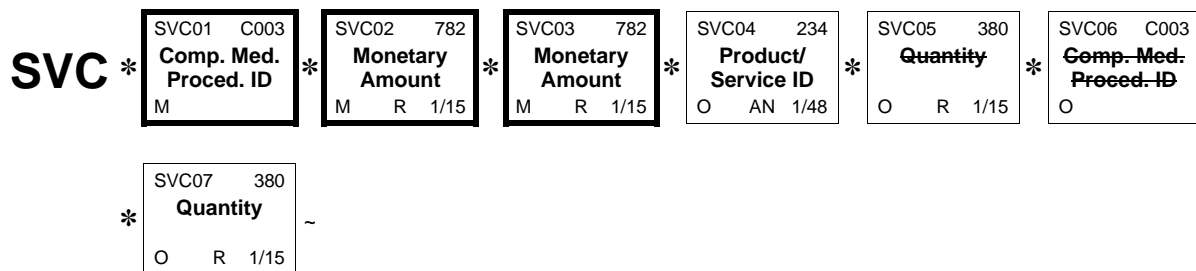 SVC * SVC01 C003 * SVC02 782 * SVC03 782 * SVC04 234 * SVC05 380 * SVC06 C003
Comp. Med. Monetary Monetary Product/ Quantity Comp. Med.
Proced. ID Amount Amount Service ID Proced. ID
M M R 1/15 M R 1/15 O AN 1/48 O R 1/15 O
* SVC07 380 ~
Quantity
O R 1/15